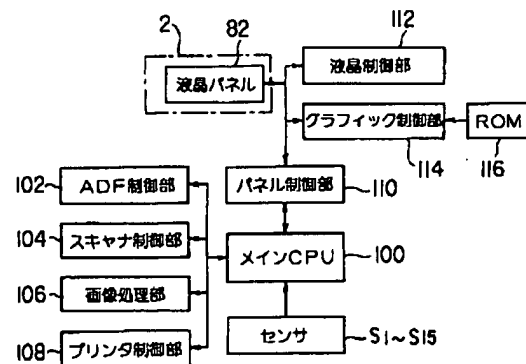 2
82
112
液晶パネル
液晶制御部
グラフィック制御部
ROM
114
116
102
ADF制御部
パネル制御部
110
104
スキャナ制御部
メインCPU
100
106
画像処理部
108
プリンタ制御部
センサ
S1~S15